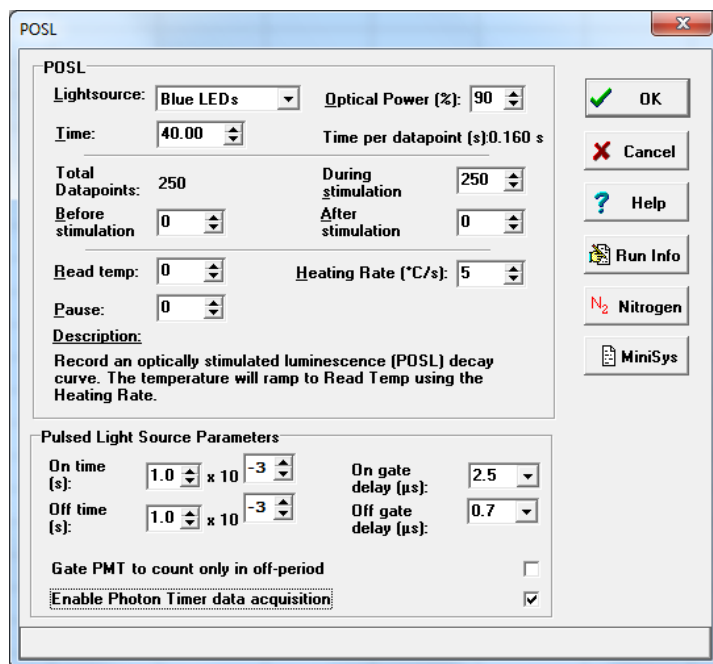 POSL
POSL
Lightsource: Blue LEDs Optical Power (%): 90
Time: 40.00 Time per datapoint (s):0.160 s
Total
Datapoints: 250
During
stimulation 250
Before
stimulation 0
After
stimulation 0
Read temp: 0 Heating Rate (°C/s): 5
Pause: 0
Description:
Record an optically stimulated luminescence (POSL) decay
curve. The temperature will ramp to Read Temp using the
Heating Rate.
OK
Cancel
? Help
Run Info
N₂ Nitrogen
MiniSys
Pulsed Light Source Parameters
On time
(s): 1.0 x 10 -3
On gate
delay (µs): 2.5
Off time
(s): 1.0 x 10 -3
Off gate
delay (µs): 0.7
Gate PMT to count only in off-period
Enable Photon Timer data acquisition